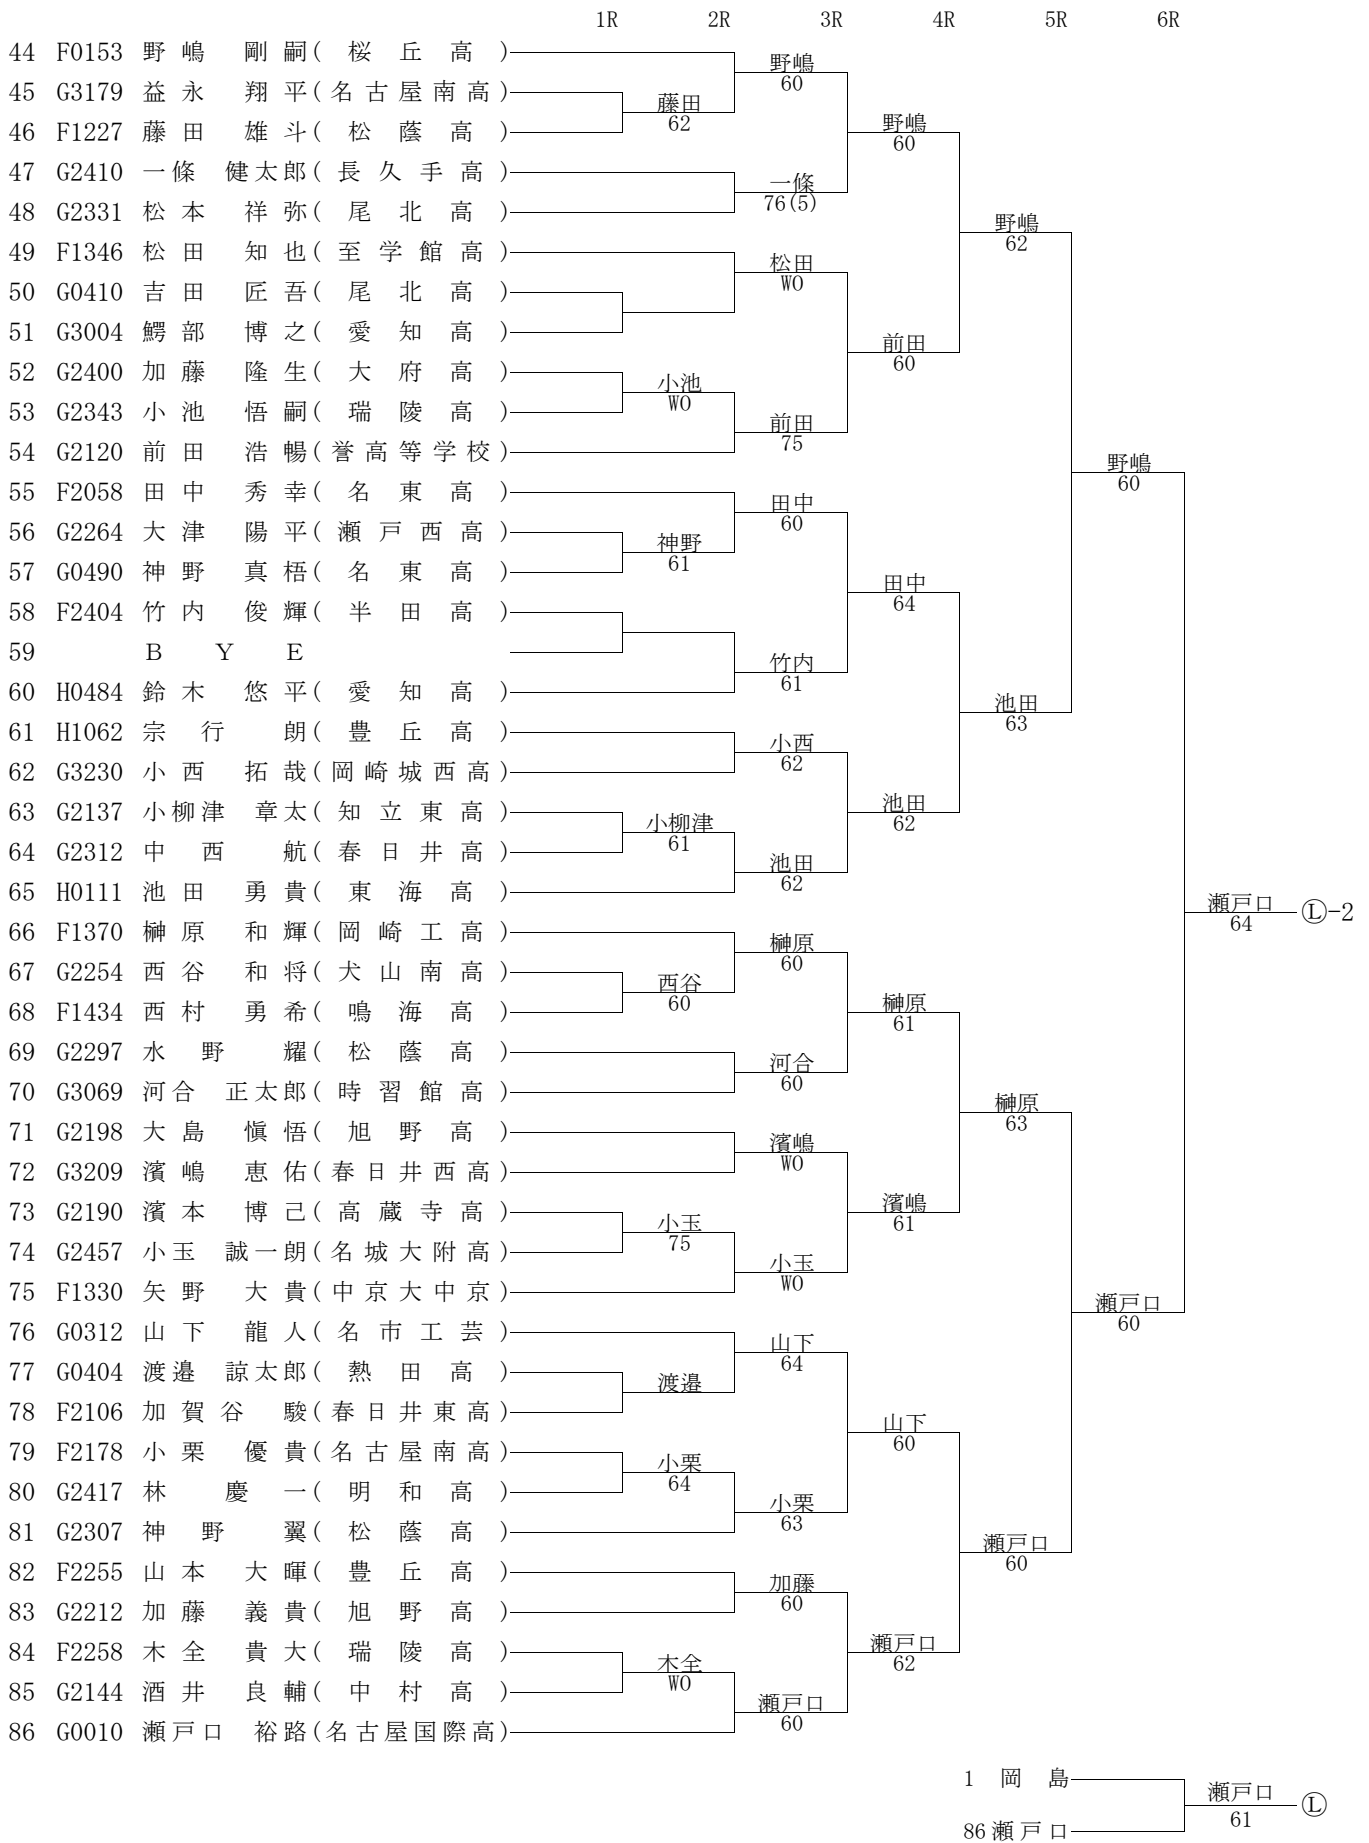 1R 2R 3R 4R 5R 6R
44 F0153 野嶋 剛嗣(桜丘高)
野嶋
60
45 G3179 益永 翔平(名古屋南高)
藤田
62
46 F1227 藤田 雄斗(松蔭高)
野嶋
60
47 G2410 一條 健太郎(長久手高)
一條
76(5)
48 G2331 松本 祥弥(尾北高)
野嶋
62
49 F1346 松田 知也(至学館高)
松田
WO
50 G0410 吉田 匠吾(尾北高)
51 G3004 鰐部 博之(愛知高)
前田
60
52 G2400 加藤 隆生(大府高)
小池
WO
53 G2343 小池 悟嗣(瑞陵高)
前田
75
54 G2120 前田 浩暢(誉高等学校)
野嶋
60
55 F2058 田中 秀幸(名東高)
田中
60
56 G2264 大津 陽平(瀬戸西高)
神野
61
57 G0490 神野 真梧(名東高)
田中
64
58 F2404 竹内 俊輝(半田高)
59 BYE
竹内
61
60 H0484 鈴木 悠平(愛知高)
池田
63
61 H1062 宗行 朗(豊丘高)
小西
62
62 G3230 小西 拓哉(岡崎城西高)
63 G2137 小柳津 章太(知立東高)
池田
62
小柳津
61
64 G2312 中西 航(春日井高)
池田
62
65 H0111 池田 勇貴(東海高)
瀬戸口
64
Ⓛ-2
66 F1370 榊原 和輝(岡崎工高)
榊原
60
67 G2254 西谷 和将(犬山南高)
西谷
60
68 F1434 西村 勇希(鳴海高)
榊原
61
69 G2297 水野 耀(松蔭高)
河合
60
70 G3069 河合 正太郎(時習館高)
榊原
63
71 G2198 大島 愼悟(旭野高)
濱嶋
WO
72 G3209 濱嶋 恵佑(春日井西高)
濱嶋
61
73 G2190 濱本 博己(高蔵寺高)
小玉
75
74 G2457 小玉 誠一朗(名城大附高)
小玉
WO
75 F1330 矢野 大貴(中京大中京)
瀬戸口
60
76 G0312 山下 龍人(名市工芸)
山下
64
77 G0404 渡邉 諒太郎(熱田高)
渡邉
78 F2106 加賀谷 駿(春日井東高)
山下
60
79 F2178 小栗 優貴(名古屋南高)
小栗
64
80 G2417 林 慶一(明和高)
小栗
63
81 G2307 神野 翼(松蔭高)
瀬戸口
60
82 F2255 山本 大暉(豊丘高)
加藤
60
83 G2212 加藤 義貴(旭野高)
84 F2258 木全 貴大(瑞陵高)
瀬戸口
62
木全
WO
85 G2144 酒井 良輔(中村高)
瀬戸口
60
86 G0010 瀬戸口 裕路(名古屋国際高)
1 岡島
瀬戸口
61
Ⓛ
86 瀬戸口